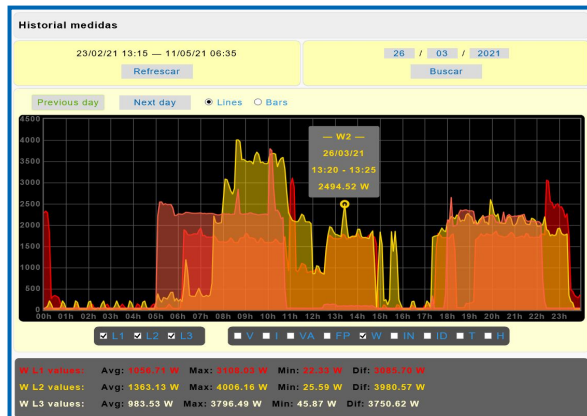 Historial medidas
23/02/21 13:15 — 11/05/21 06:35
Refrescar
26 / 03 / 2021
Buscar
Previous day
Next day
Lines
Bars
4500
4000
3500
3000
2500
2000
1500
1000
500
0
— W2 —
26/03/21
13:20 - 13:25
2494.52 W
00h 01h 02h 03h 04h 05h 06h 07h 08h 09h 10h 11h 12h 13h 14h 15h 16h 17h 18h 19h 20h 21h 22h 23h
L1 L2 L3
V I VA FP W IN ID T H
W L1 values: Avg: 1056.71 W Max: 3108.03 W Min: 22.33 W Dif: 3085.70 W
W L2 values: Avg: 1363.13 W Max: 4006.16 W Min: 25.59 W Dif: 3980.57 W
W L3 values: Avg: 983.53 W Max: 3796.49 W Min: 45.87 W Dif: 3750.62 W